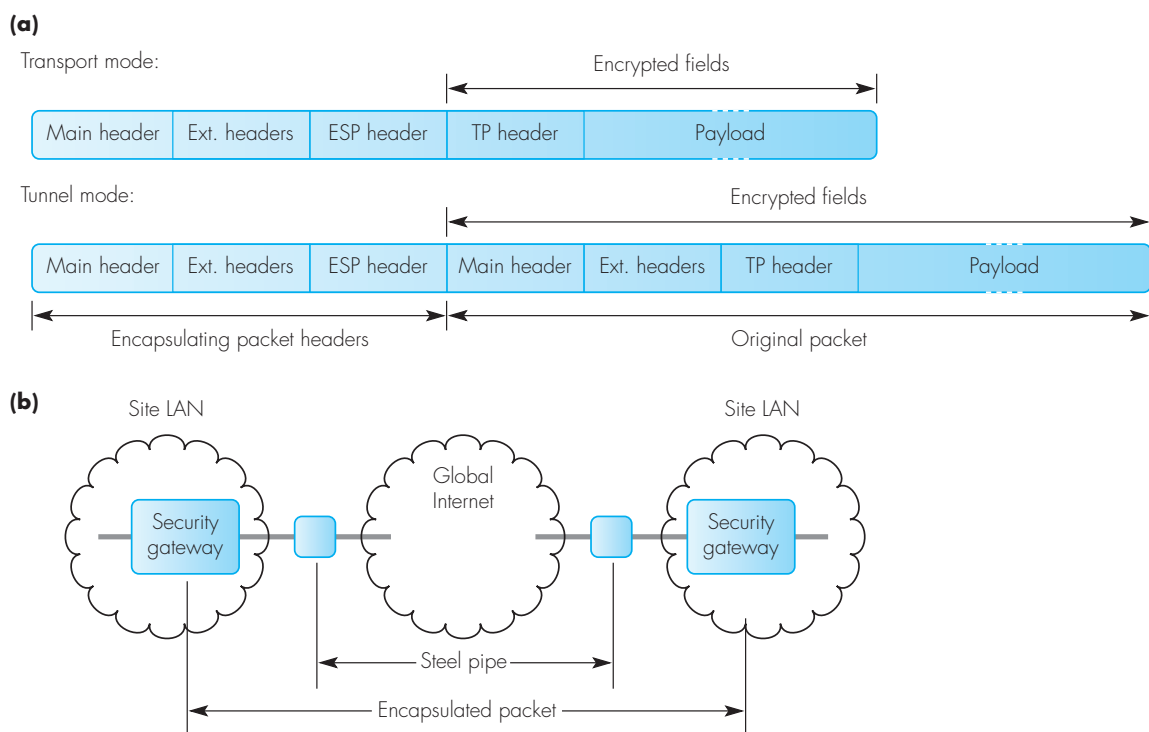 (a)
Transport mode:
Encrypted fields
Main header Ext. headers ESP header TP header Payload
Tunnel mode:
Encrypted fields
Main header Ext. headers ESP header Main header Ext. headers TP header Payload
Encapsulating packet headers Original packet
(b)
Site LAN Site LAN
Global
Internet
Security
gateway
Security
gateway
Steel pipe
Encapsulated packet